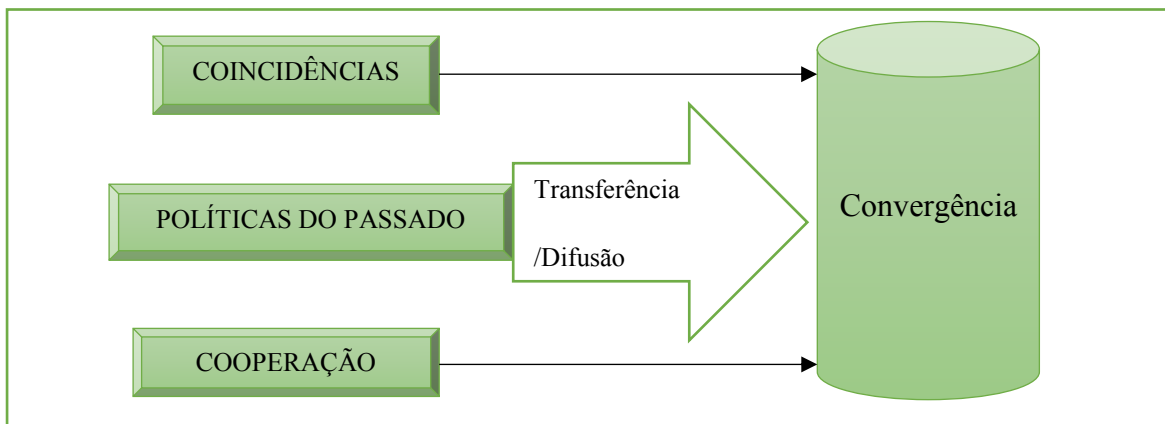 COINCIDÊNCIAS
POLÍTICAS DO PASSADO
Transferência
/Difusão
Convergência
COOPERAÇÃO